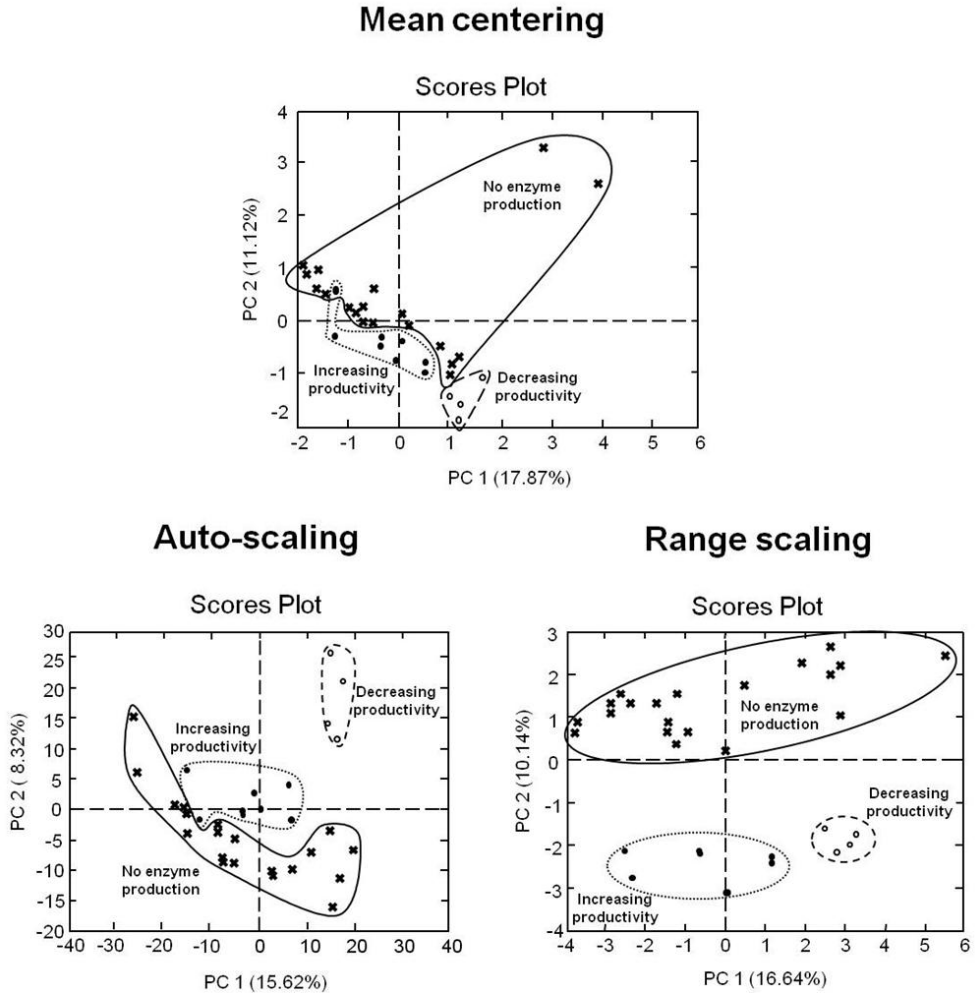 Mean centering
Scores Plot
4
3
2
1
0
-1
-2
PC 2 (11.12%)
No enzyme
production
Increasing
productivity
Decreasing
productivity
-2 -1 0 1 2 3 4 5 6
PC 1 (17.87%)
Auto-scaling
Scores Plot
30
25
20
15
10
5
0
-5
-10
-15
-20
PC 2 ( 8.32%)
Decreasing
productivity
Increasing
productivity
No enzyme
production
-40 -30 -20 -10 0 10 20 30 40
PC 1 (15.62%)
Range scaling
Scores Plot
3
2
1
0
-1
-2
-3
-4
PC 2 (10.14%)
No enzyme
production
Decreasing
productivity
Increasing
productivity
-4 -3 -2 -1 0 1 2 3 4 5 6
PC 1 (16.64%)